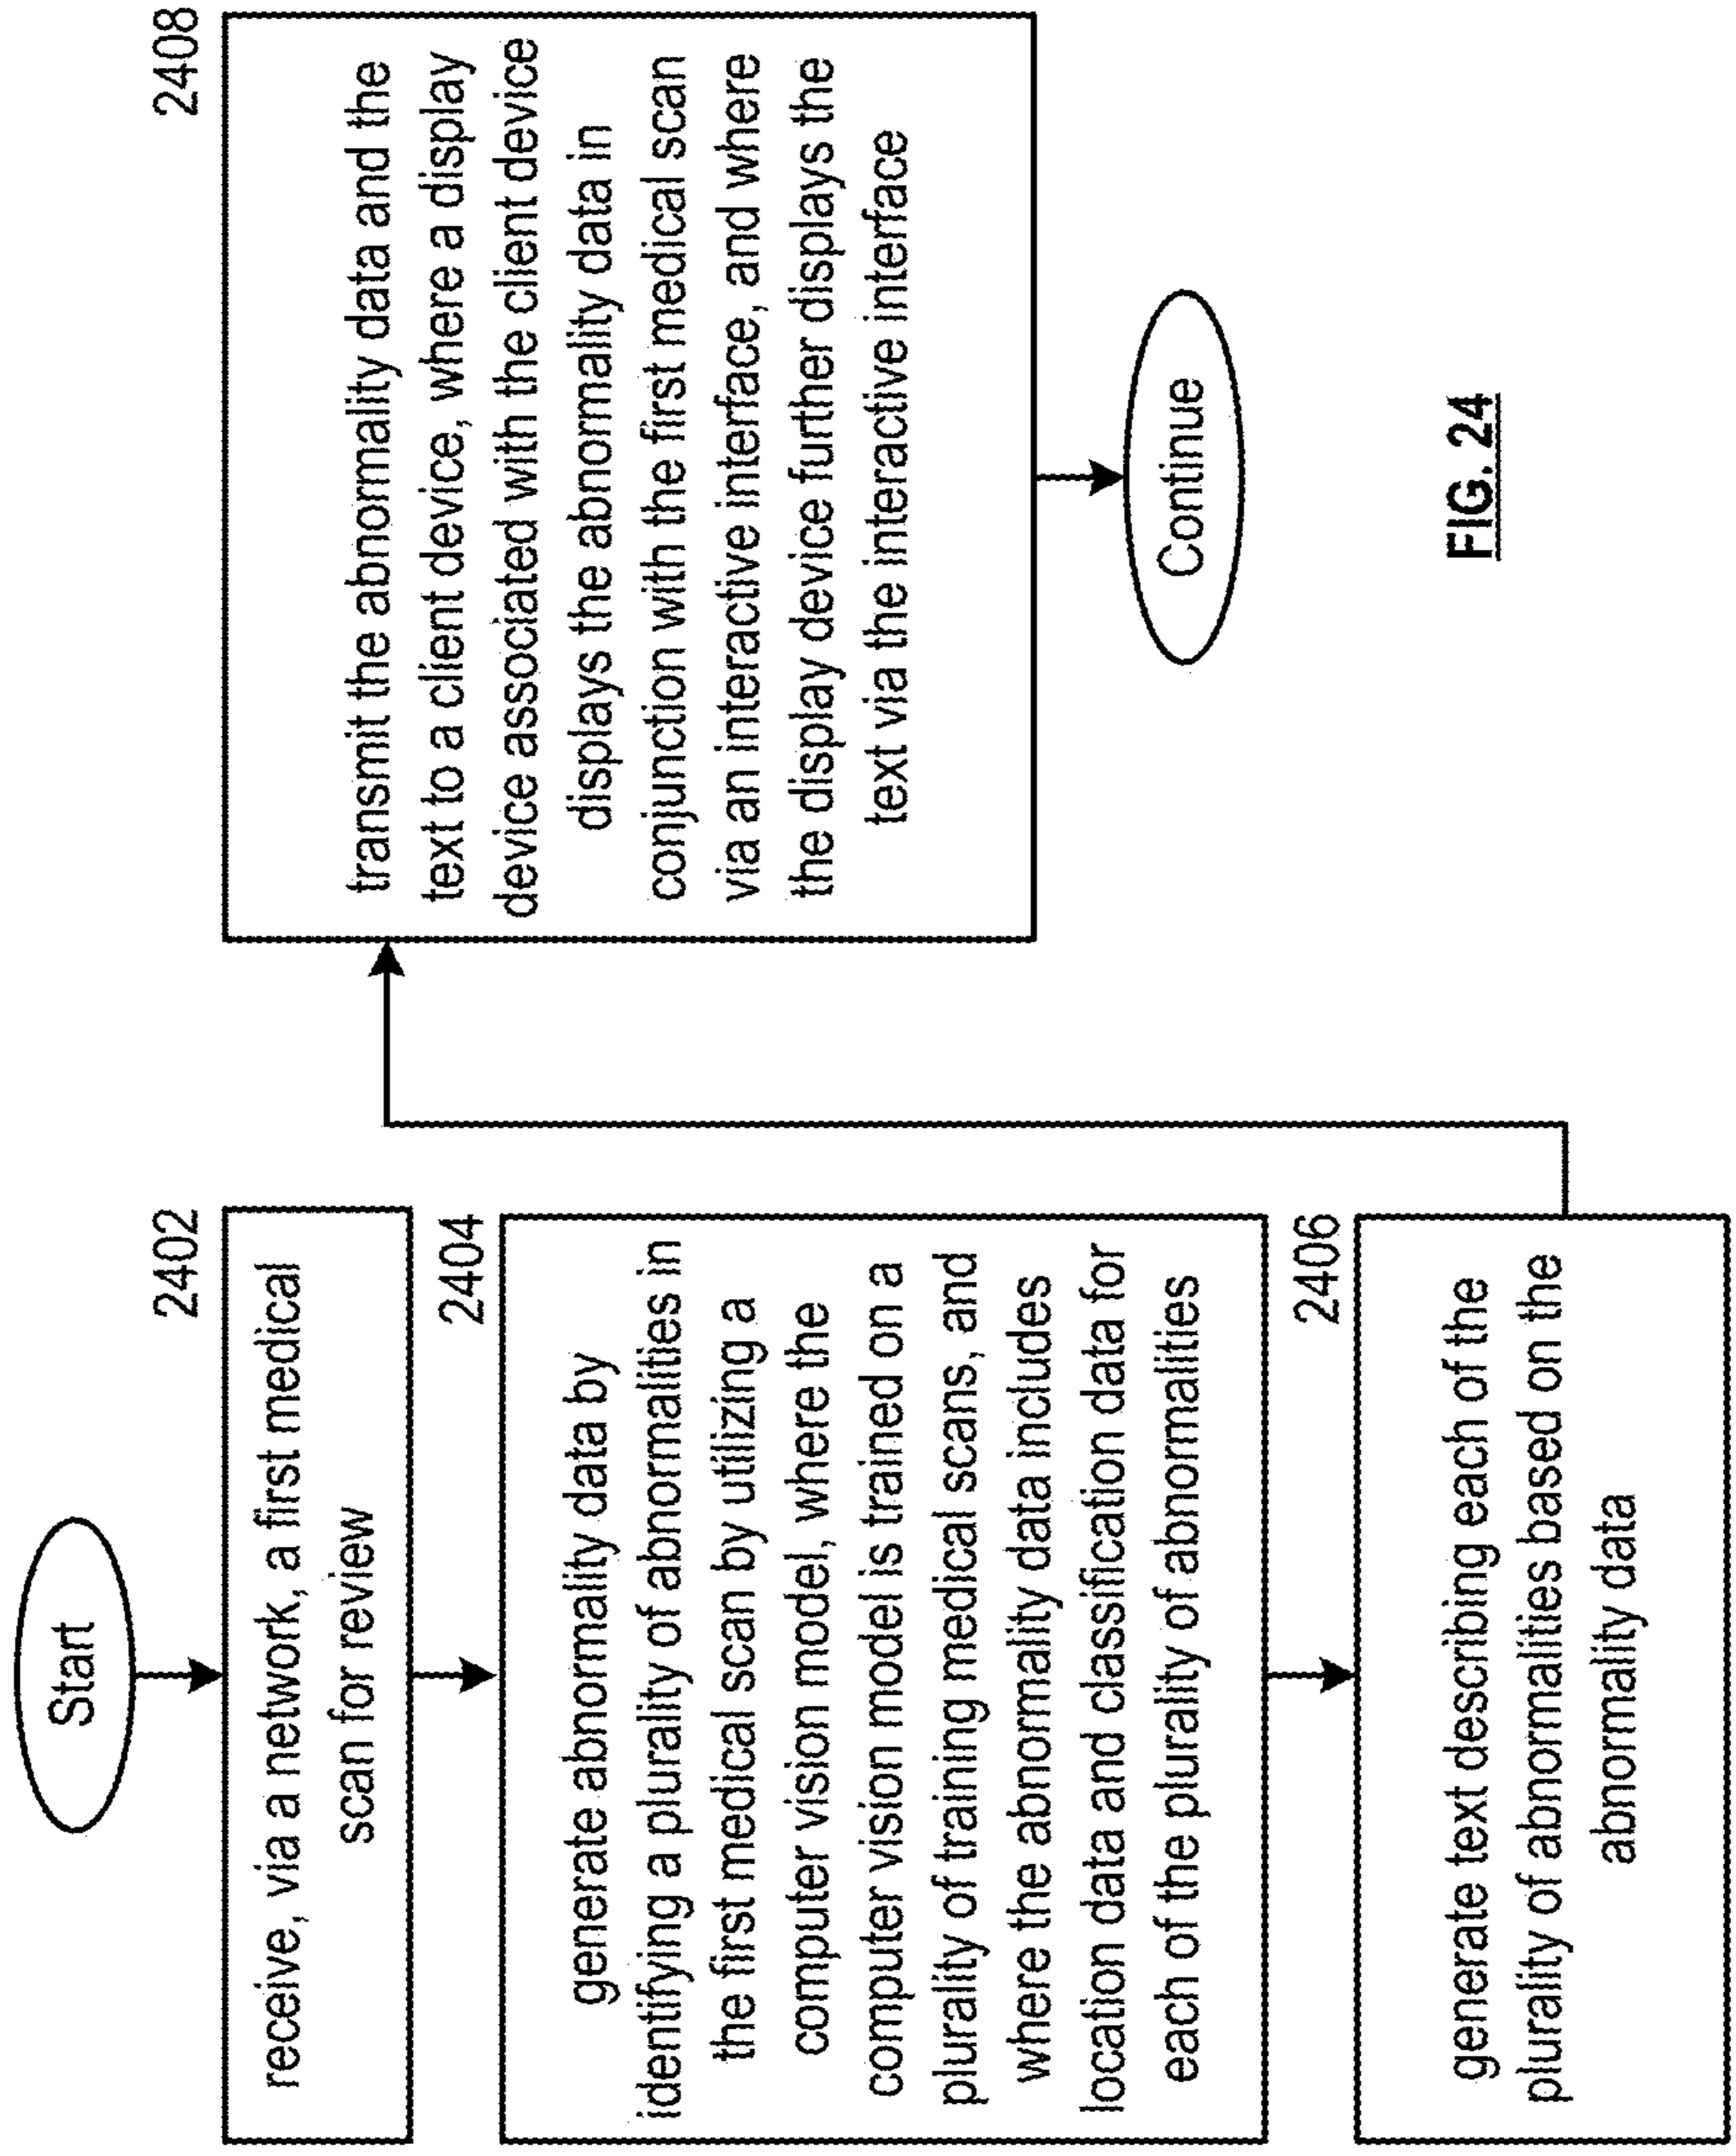 Start
2402
receive, via a network, a first medical
scan for review
2404
generate abnormality data by
identifying a plurality of abnormalities in
the first medical scan by utilizing a
computer vision model, where the
computer vision model is trained on a
plurality of training medical scans, and
where the abnormality data includes
location data and classification data for
each of the plurality of abnormalities
2406
generate text describing each of the
plurality of abnormalities based on the
abnormality data
2408
transmit the abnormality data and the
text to a client device, where a display
device associated with the client device
displays the abnormality data in
conjunction with the first medical scan
via an interactive interface, and where
the display device further displays the
text via the interactive interface
Continue
FIG. 24